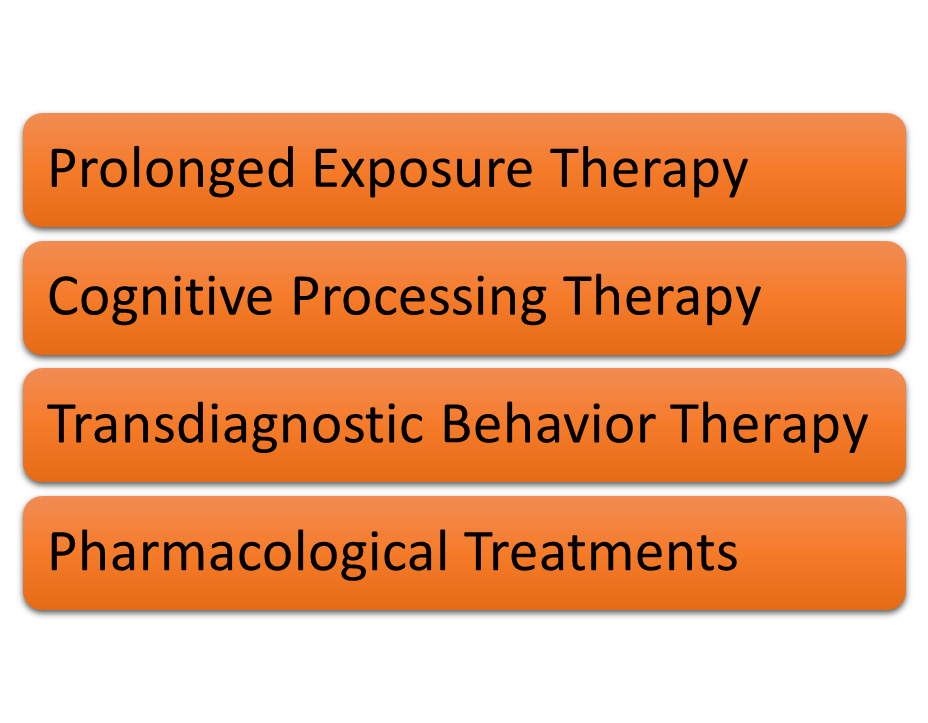 Prolonged Exposure Therapy
Cognitive Processing Therapy
Transdiagnostic Behavior Therapy
Pharmacological Treatments